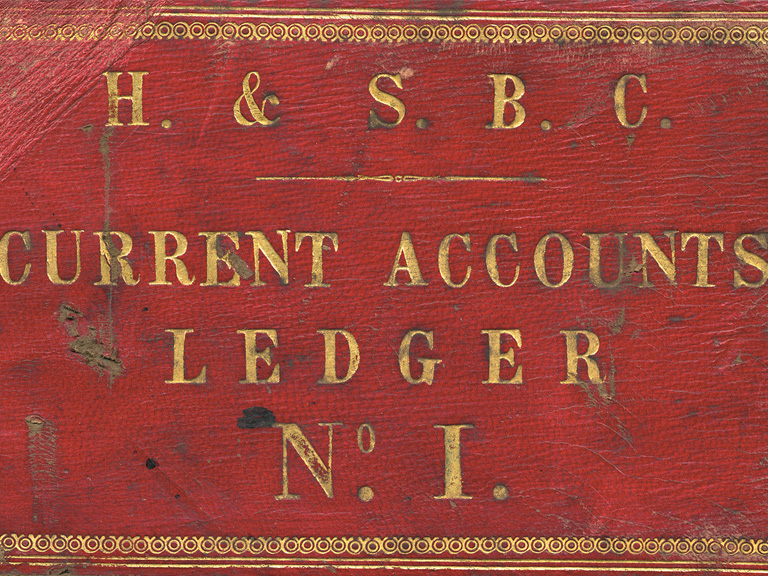 H. & S. B. C.
CURRENT ACCOUNTS
LEDGER
Nº. I.